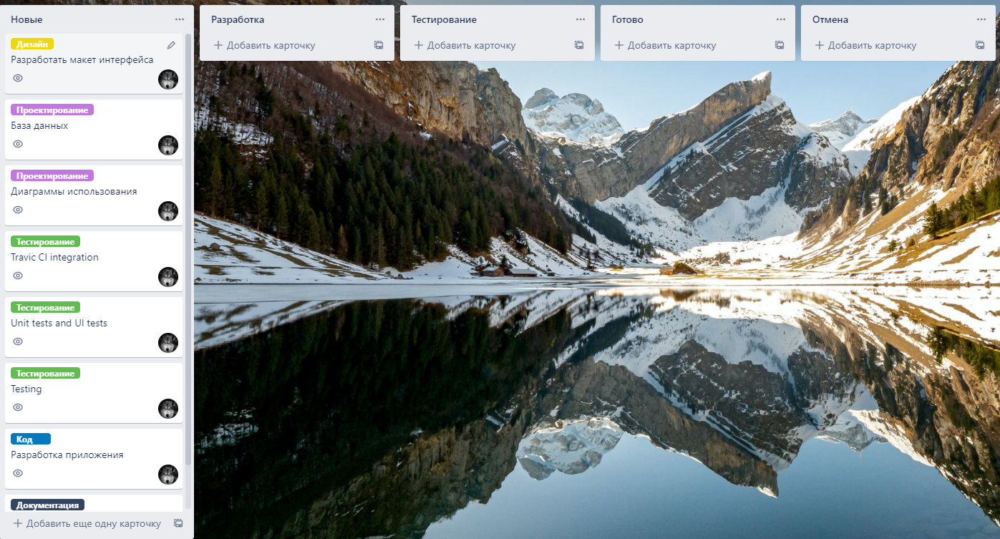 Новые
Дизайн
Разработать макет интерфейса
Проектирование
База данных
Проектирование
Диаграммы использования
Тестирование
Travic CI integration
Тестирование
Unit tests and UI tests
Тестирование
Testing
Код
Разработка приложения
Документация
Добавить еще одну карточку
Разработка
Добавить карточку
Тестирование
Добавить карточку
Готово
Добавить карточку
Отмена
Добавить карточку